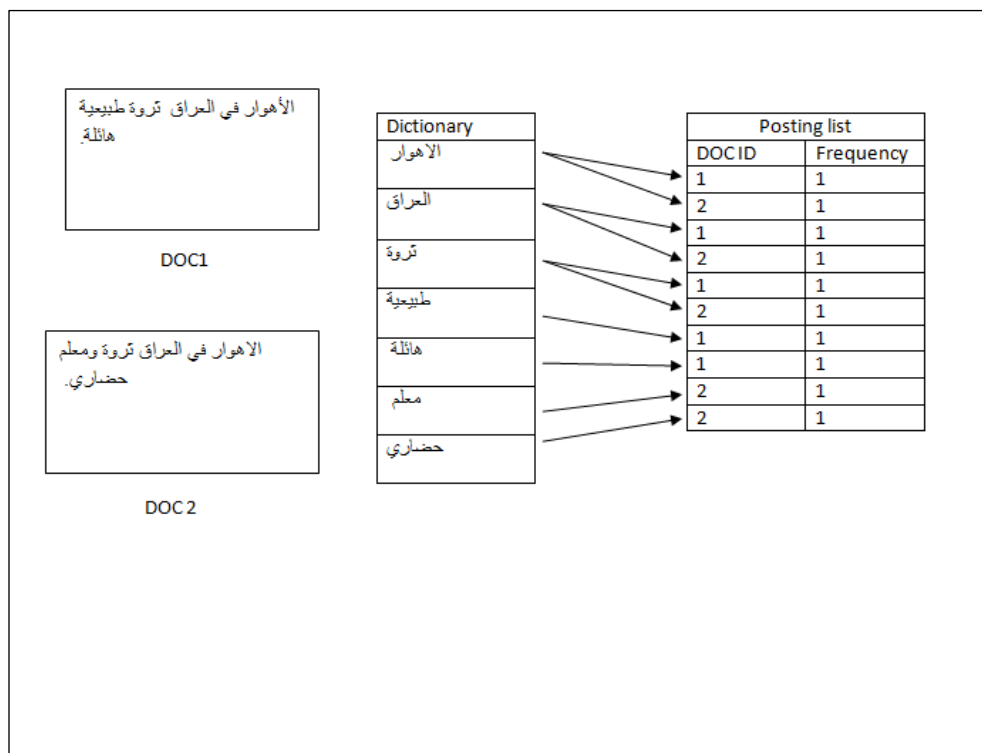 الأهوار في العراق ثروة طبيعية
هائلة.
DOC1
الاهوار في العراق ثروة ومعلم
حضاري.
DOC 2
Dictionary
الاهوار
العراق
ثروة
طبيعية
هائلة
معلم
حضاري
Posting list
DOC ID Frequency
1 1
2 1
1 1
2 1
1 1
2 1
1 1
1 1
2 1
2 1